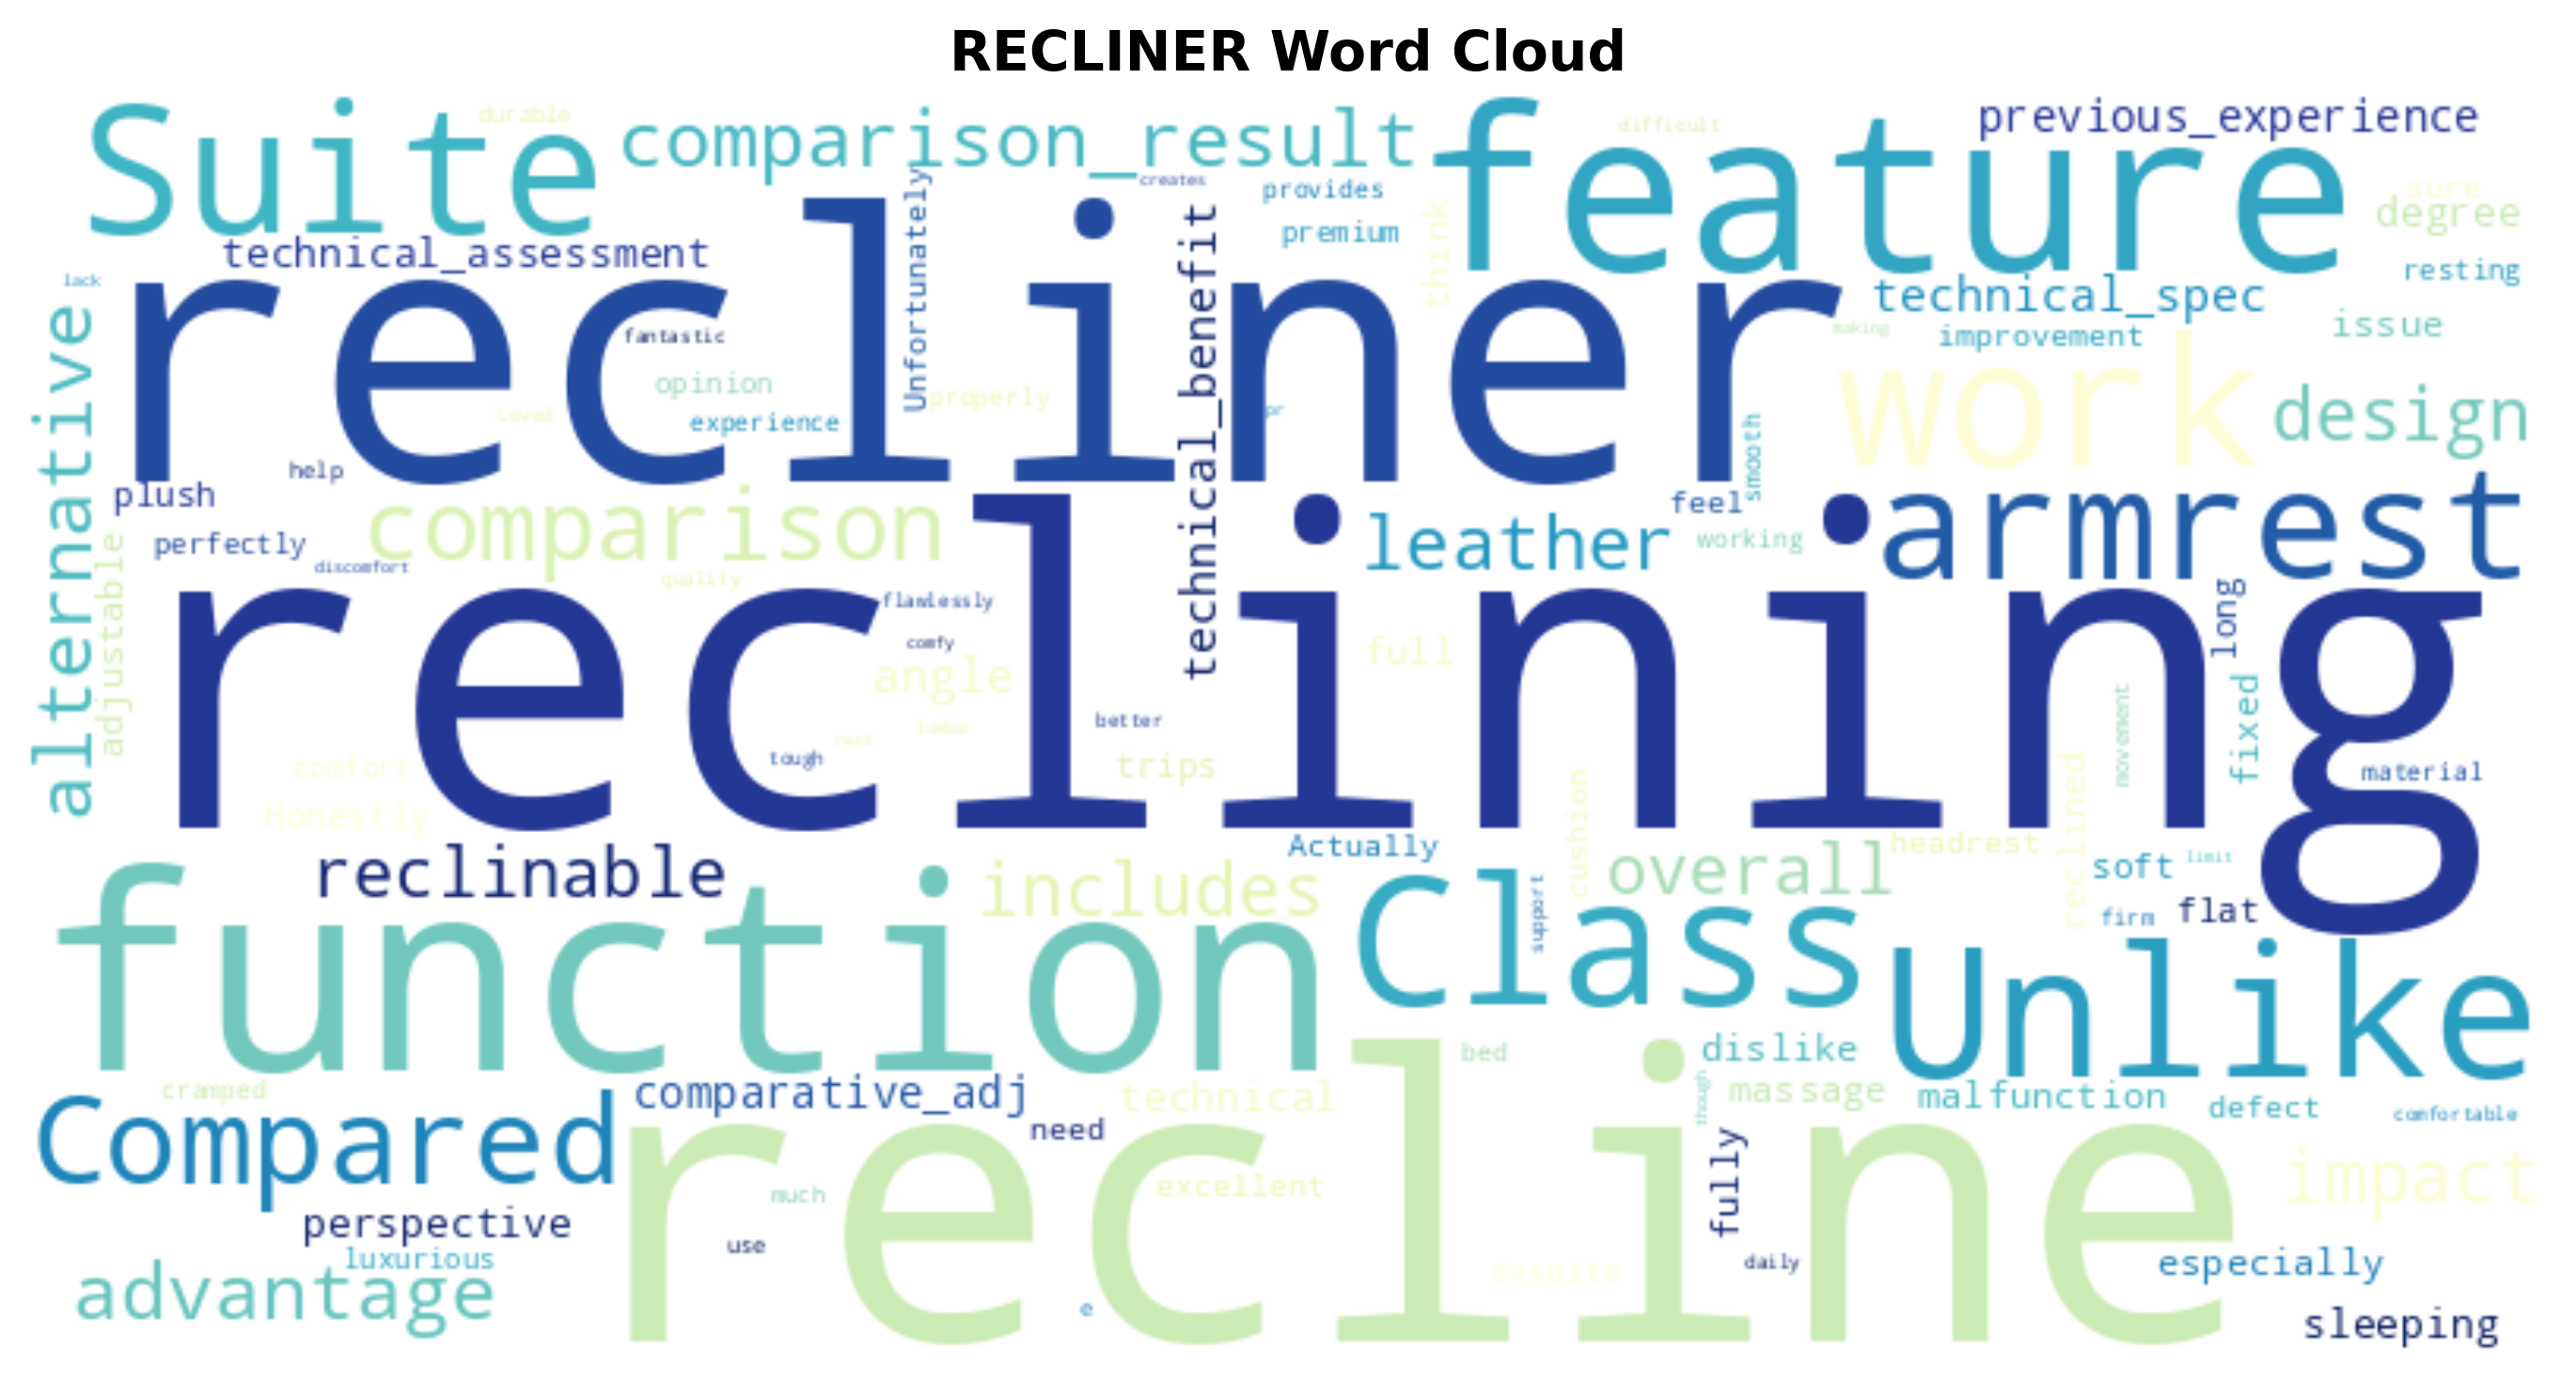 RECLINER Word Cloud
durable
Suite
comparison_result
feature
difficult
previous_experience
creates
provides
sure
degree
premium
think
technical_assessment
Unfortunately
technical_benefit
resting
lack
recliner
technical_spec
making
improvement
issue
fantastic
opinion
properly
Loved
experience
pr
work
design
smooth
alternative
help
plush
comparison
feel
armrest
leather
working
perfectly
adjustable
discomfort
quality
flawlessly
reclining
long
comfy
full
angle
better
lumbar
rest
tough
trips
movement
fixed
material
comfort
Honestly
cushion
reclined
Actually
headrest
reclinable
includes
overall
soft
limit
support
firm
flat
function
Class
Unlike
bed
dislike
cramped
comparative_adj
technical
though
massage
malfunction
defect
comfortable
Compared
need
recline
excellent
much
fully
impact
perspective
use
luxurious
despite
daily
especially
advantage
e
sleeping